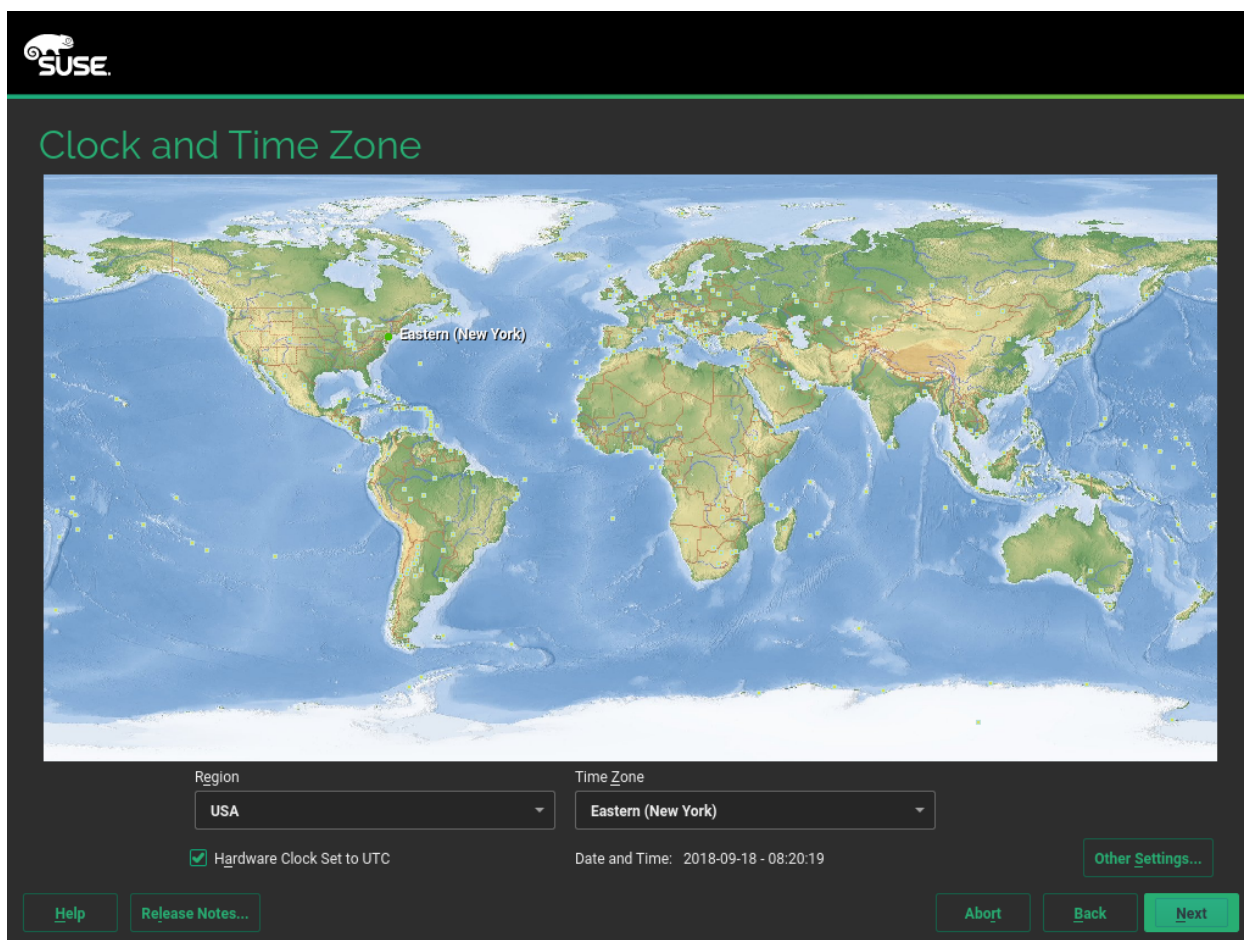 SUSE.
Clock and Time Zone
Eastern (New York)
Region
Time Zone
USA
Eastern (New York)
Hardware Clock Set to UTC
Date and Time: 2018-09-18 - 08:20:19
Other Settings...
Help
Release Notes...
Abort
Back
Next